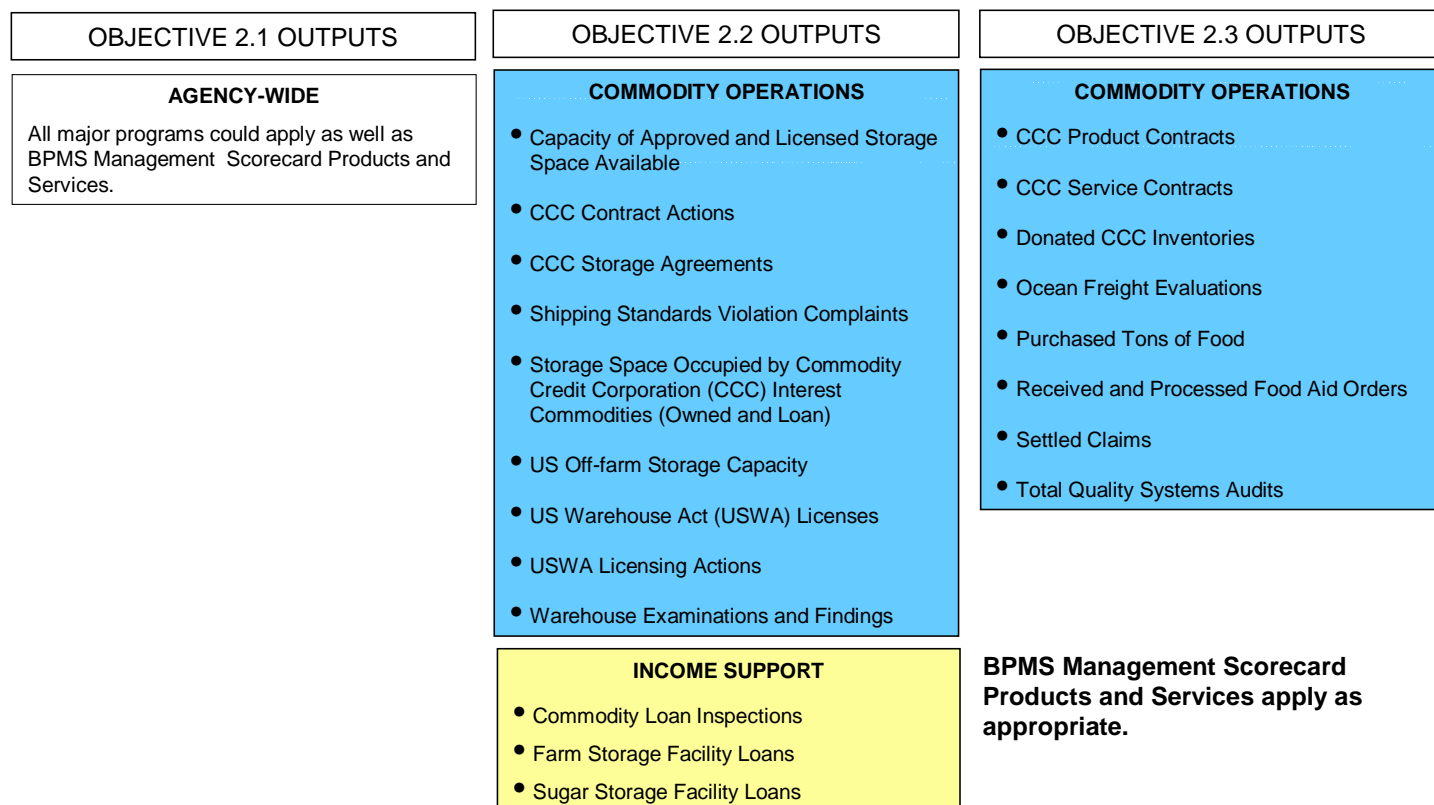 OBJECTIVE 2.1 OUTPUTS
AGENCY-WIDE
All major programs could apply as well as
BPMS Management Scorecard Products and
Services.
OBJECTIVE 2.2 OUTPUTS
COMMODITY OPERATIONS
• Capacity of Approved and Licensed Storage
Space Available
• CCC Contract Actions
• CCC Storage Agreements
• Shipping Standards Violation Complaints
• Storage Space Occupied by Commodity
Credit Corporation (CCC) Interest
Commodities (Owned and Loan)
• US Off-farm Storage Capacity
• US Warehouse Act (USWA) Licenses
• USWA Licensing Actions
• Warehouse Examinations and Findings
INCOME SUPPORT
• Commodity Loan Inspections
• Farm Storage Facility Loans
• Sugar Storage Facility Loans
OBJECTIVE 2.3 OUTPUTS
COMMODITY OPERATIONS
• CCC Product Contracts
• CCC Service Contracts
• Donated CCC Inventories
• Ocean Freight Evaluations
• Purchased Tons of Food
• Received and Processed Food Aid Orders
• Settled Claims
• Total Quality Systems Audits
BPMS Management Scorecard
Products and Services apply as
appropriate.